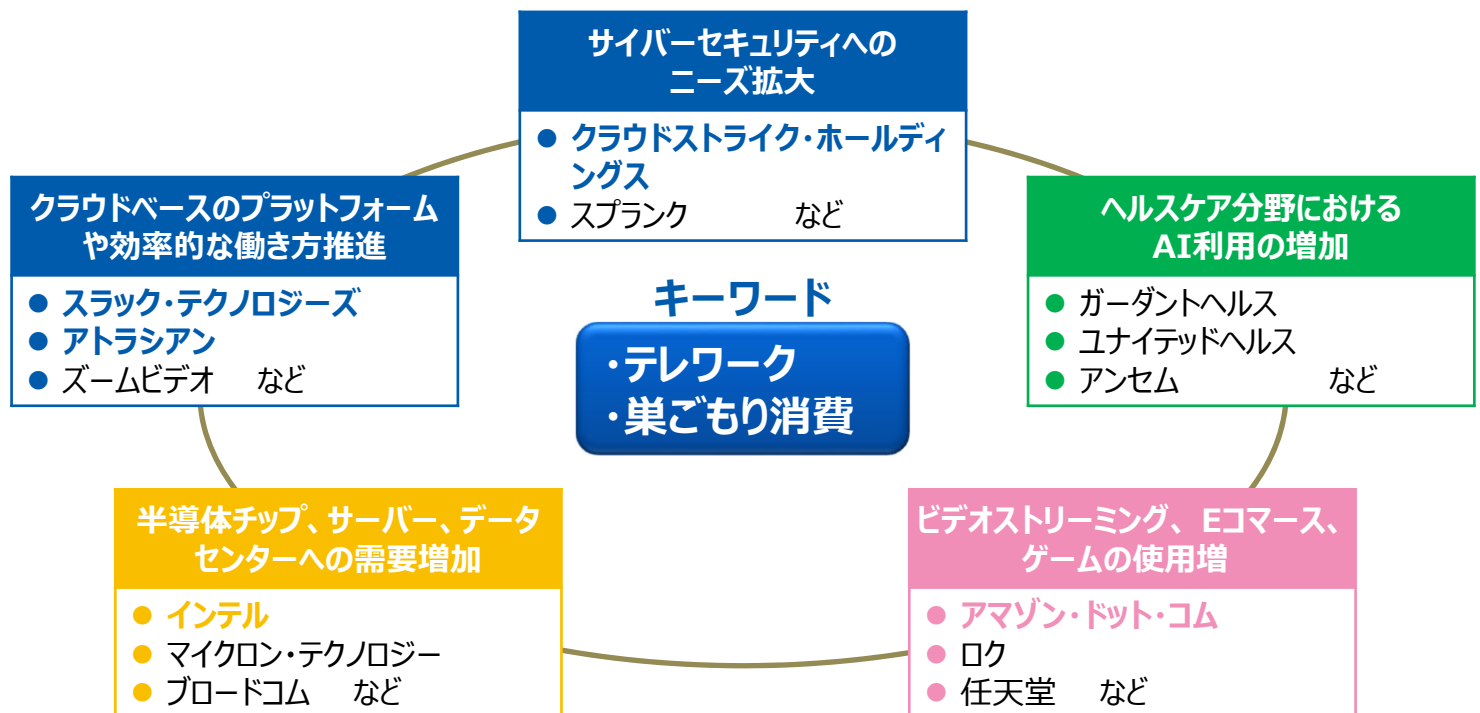 サイバーセキュリティへの
ニーズ拡大
● クラウドストライク・ホールディ
ングス
● スプランク など
クラウドベースのプラットフォーム
や効率的な働き方推進
● スラック・テクノロジーズ
● アトラシアン
● ズームビデオ など
ヘルスケア分野における
AI利用の増加
● ガーダントヘルス
● ユナイテッドヘルス
● アンセム など
キーワード
・テレワーク
・巣ごもり消費
半導体チップ、サーバー、データ
センターへの需要増加
● インテル
● マイクロン・テクノロジー
● ブロードコム など
ビデオストリーミング、Eコマース、
ゲームの使用増
● アマゾン・ドット・コム
● ロク
● 任天堂 など